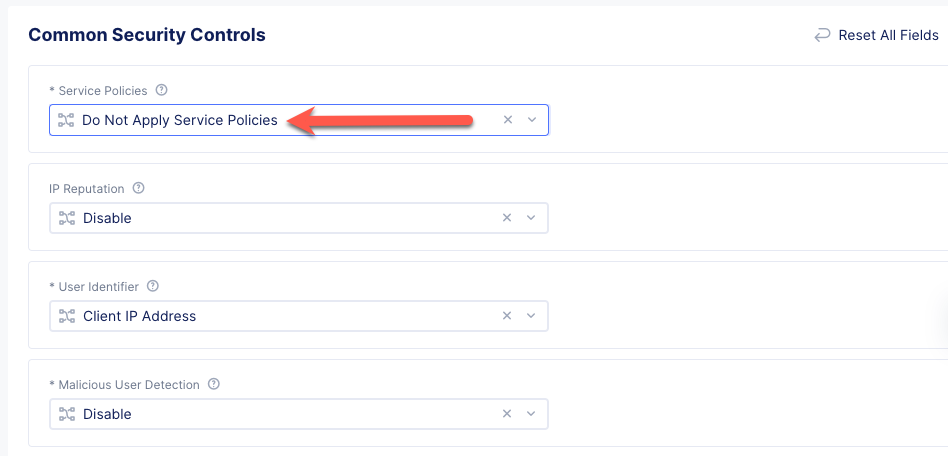 Common Security Controls
Reset All Fields
* Service Policies
Do Not Apply Service Policies
IP Reputation
Disable
* User Identifier
Client IP Address
* Malicious User Detection
Disable